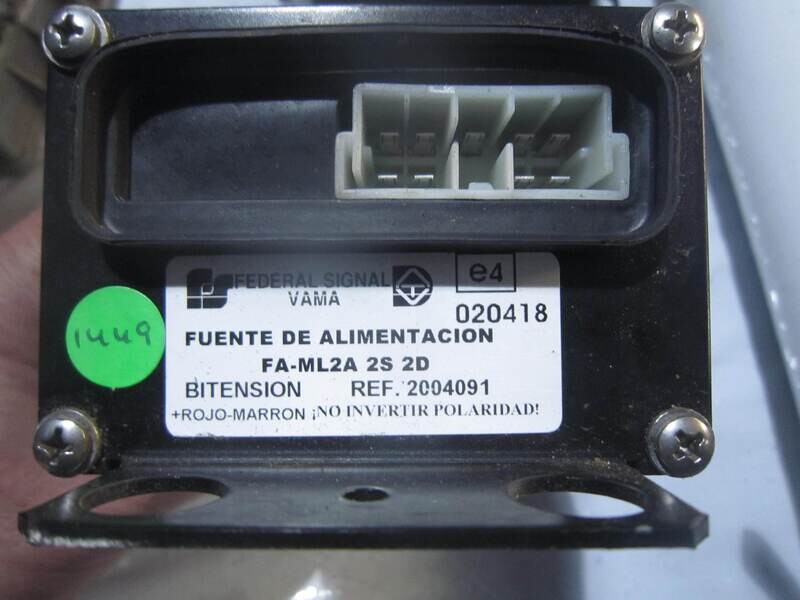 FEDERAL SIGNAL
VAMA
e4
020418
FUENTE DE ALIMENTACION
FA-ML2A 2S 2D
BITENSION REF. 2004091
+ROJO-MARRON ¡NO INVERTIR POLARIDAD!
1449